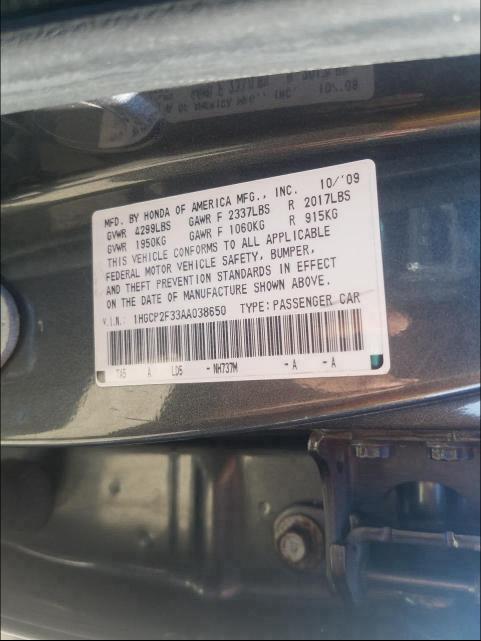 MFD. BY HONDA OF AMERICA MFG., INC. 10/'09
GVWR 4299LBS GAWR F 2337LBS R 2017LBS
GVWR 1950KG GAWR F 1060KG R 915KG
THIS VEHICLE CONFORMS TO ALL APPLICABLE
FEDERAL MOTOR VEHICLE SAFETY, BUMPER,
AND THEFT PREVENTION STANDARDS IN EFFECT
ON THE DATE OF MANUFACTURE SHOWN ABOVE.
V.I.N.: 1HGCP2F33AA038650 TYPE: PASSENGER CAR
TA5 A LD5 - NH737M - A - A